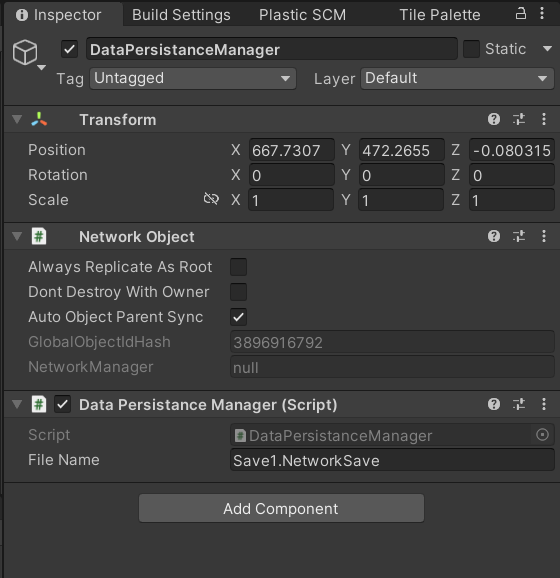 Inspector Build Settings Plastic SCM Tile Palette
DataPersistanceManager Static
Tag Untagged Layer Default
Transform
Position X 667.7307 Y 472.2655 Z -0.080315
Rotation X 0 Y 0 Z 0
Scale X 1 Y 1 Z 1
# Network Object
Always Replicate As Root
Dont Destroy With Owner
Auto Object Parent Sync
GlobalObjectIdHash 3896916792
NetworkManager null
# Data Persistance Manager (Script)
Script # DataPersistanceManager
File Name Save1.NetworkSave
Add Component